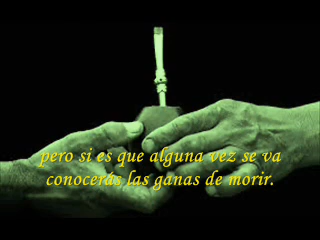 pero si es que alguna vez se va
conocerás las ganas de morir.